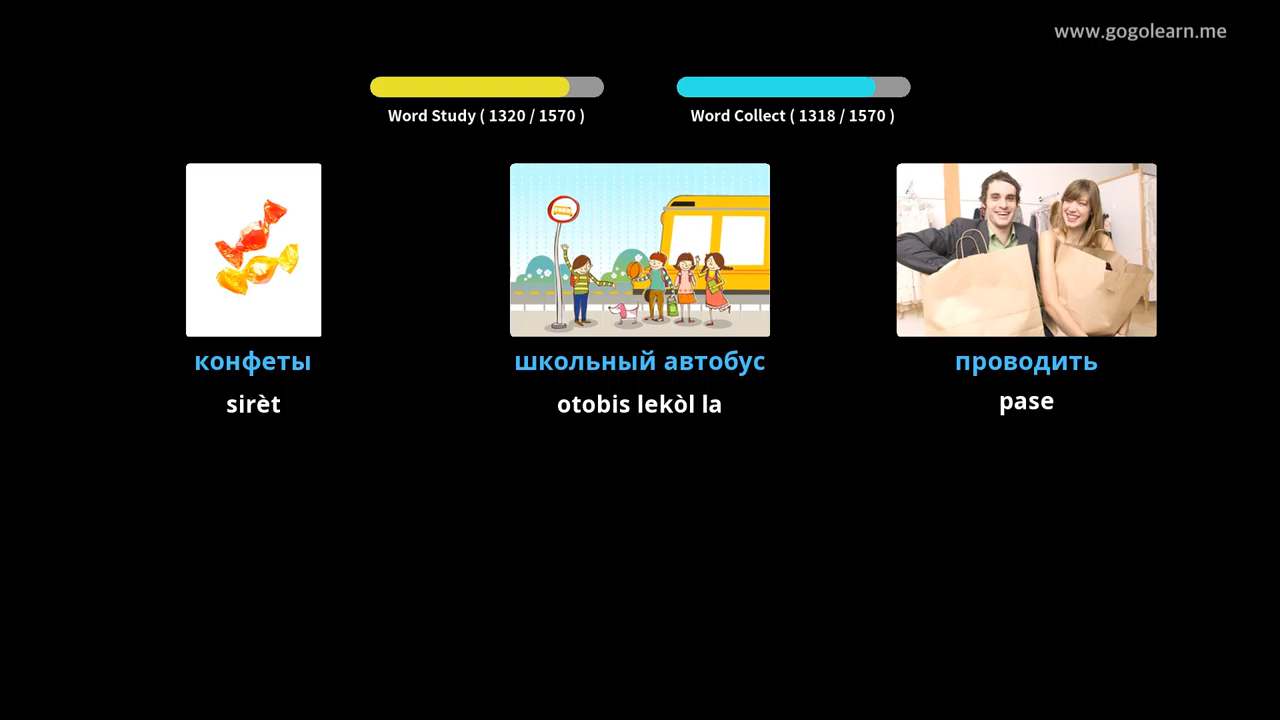 www.gogolearn.me
Word Study ( 1320 / 1570 )
Word Collect ( 1318 / 1570 )
конфеты
sirèt
школьный автобус
otobis lekòl la
проводить
pase